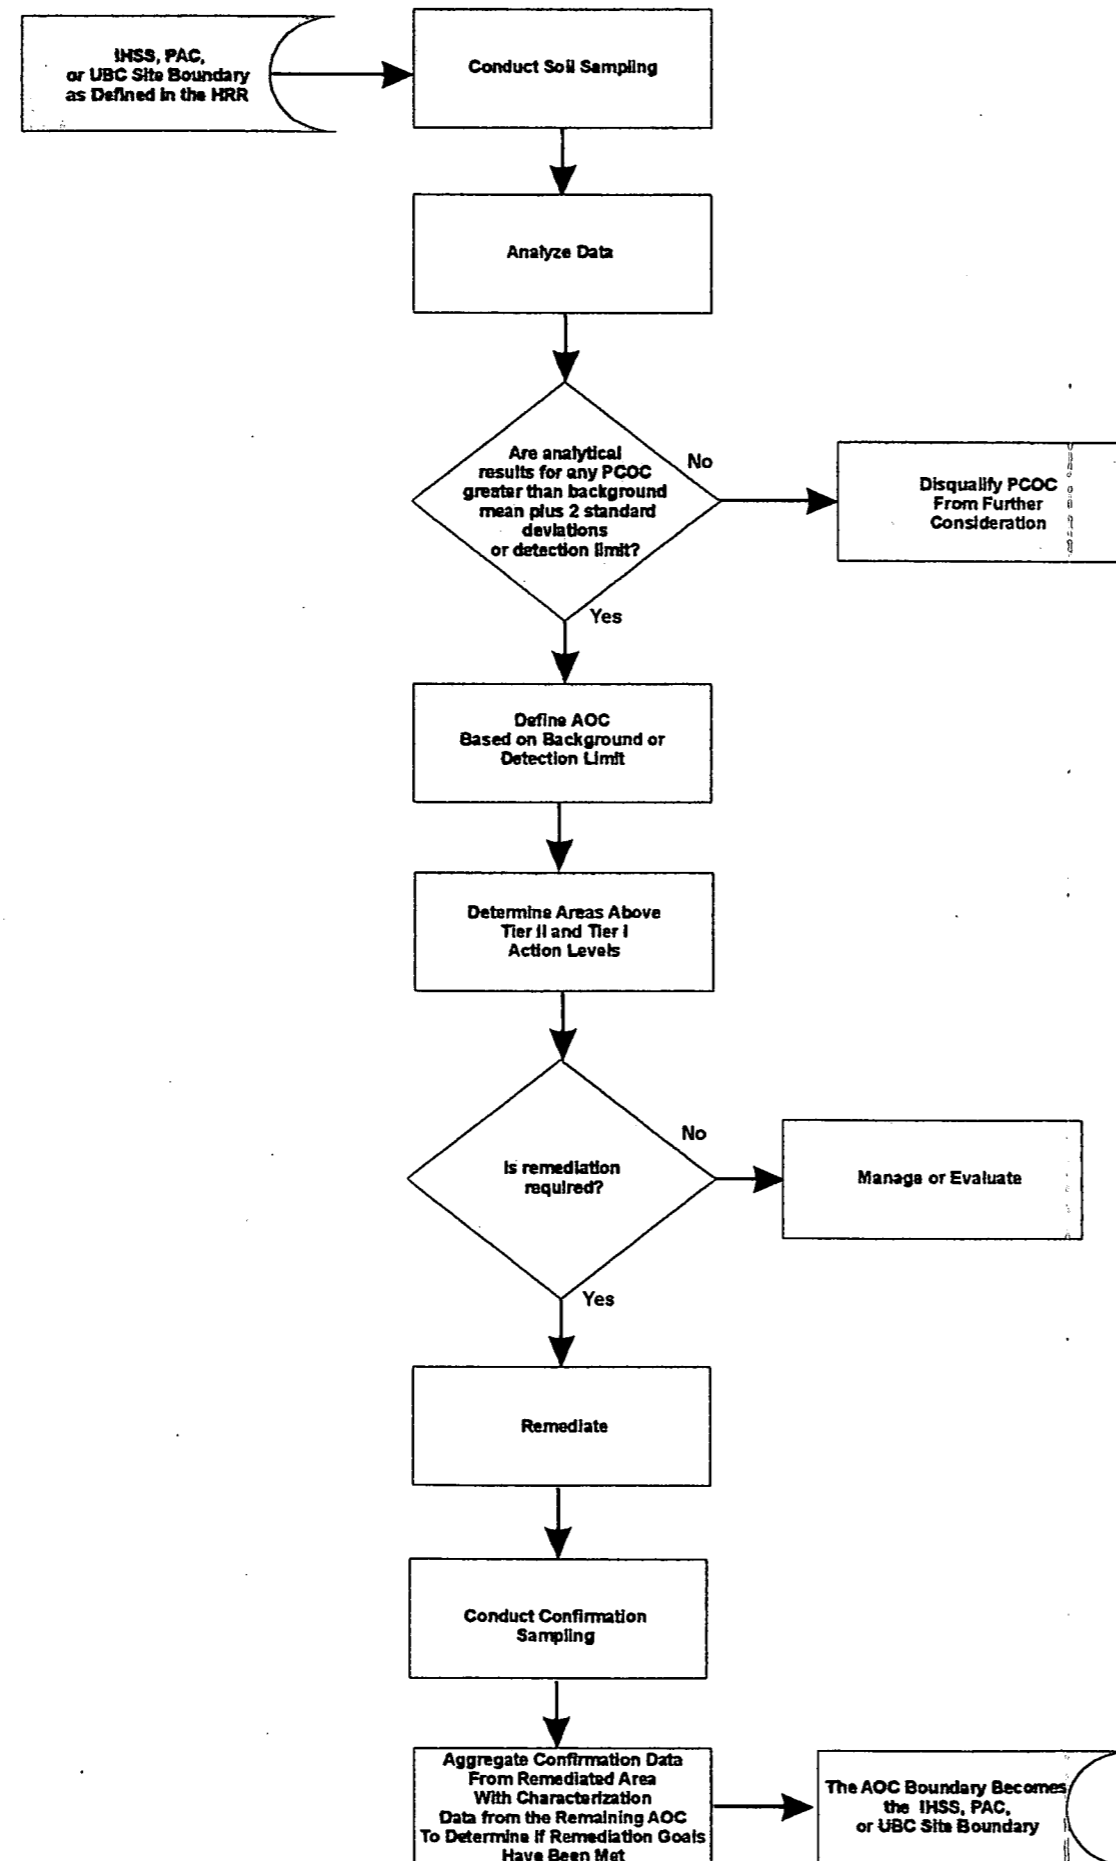 IHSS, PAC,
or UBC Site Boundary
as Defined in the HRR
Conduct Soil Sampling
Analyze Data
Are analytical
results for any PCOC
greater than background
mean plus 2 standard
deviations
or detection limit?
No
Disqualify PCOC
From Further
Consideration
Yes
Define AOC
Based on Background or
Detection Limit
Determine Areas Above
Tier II and Tier I
Action Levels
Is remediation
required?
No
Manage or Evaluate
Yes
Remediate
Conduct Confirmation
Sampling
Aggregate Confirmation Data
From Remediated Area
With Characterization
Data from the Remaining AOC
To Determine If Remediation Goals
Have Been Met
The AOC Boundary Becomes
the IHSS, PAC,
or UBC Site Boundary